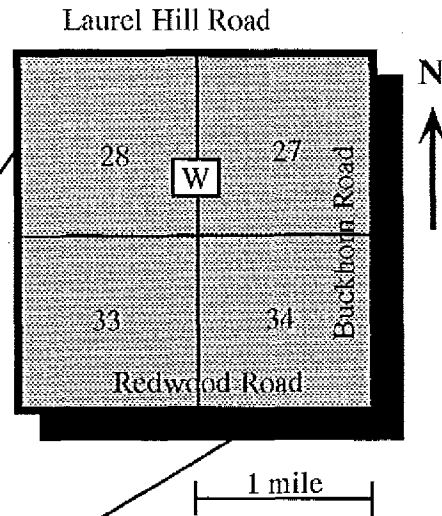 Laurel Hill Road
N
28
27
W
Buckhorn Road
33
34
Redwood Road
1 mile